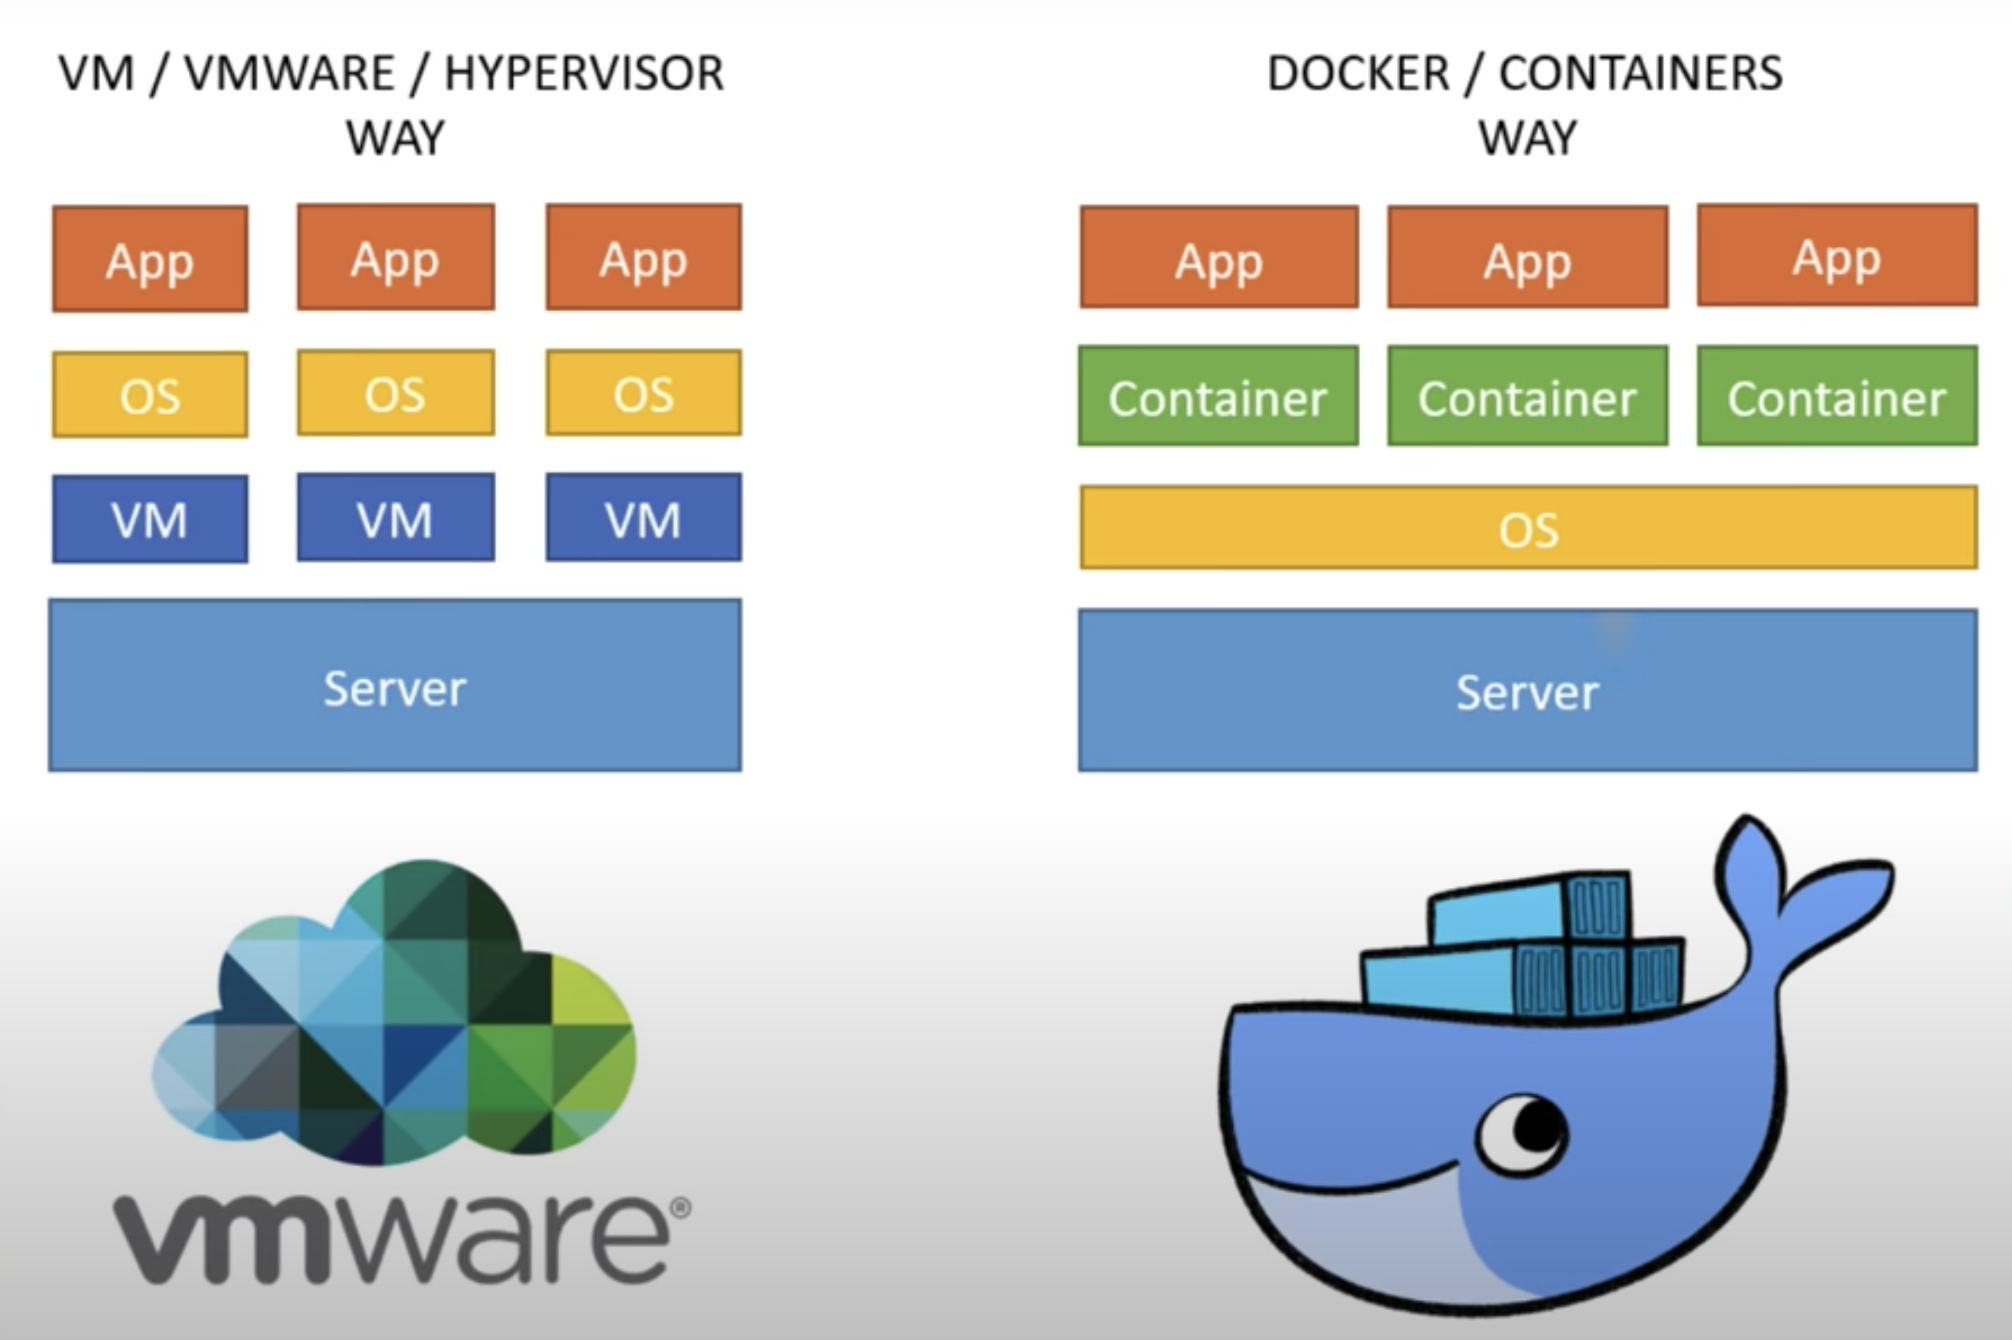 VM / VMWARE / HYPERVISOR
WAY
App App App
OS OS OS
VM VM VM
Server
vmware®
DOCKER / CONTAINERS
WAY
App App App
Container Container Container
OS
Server